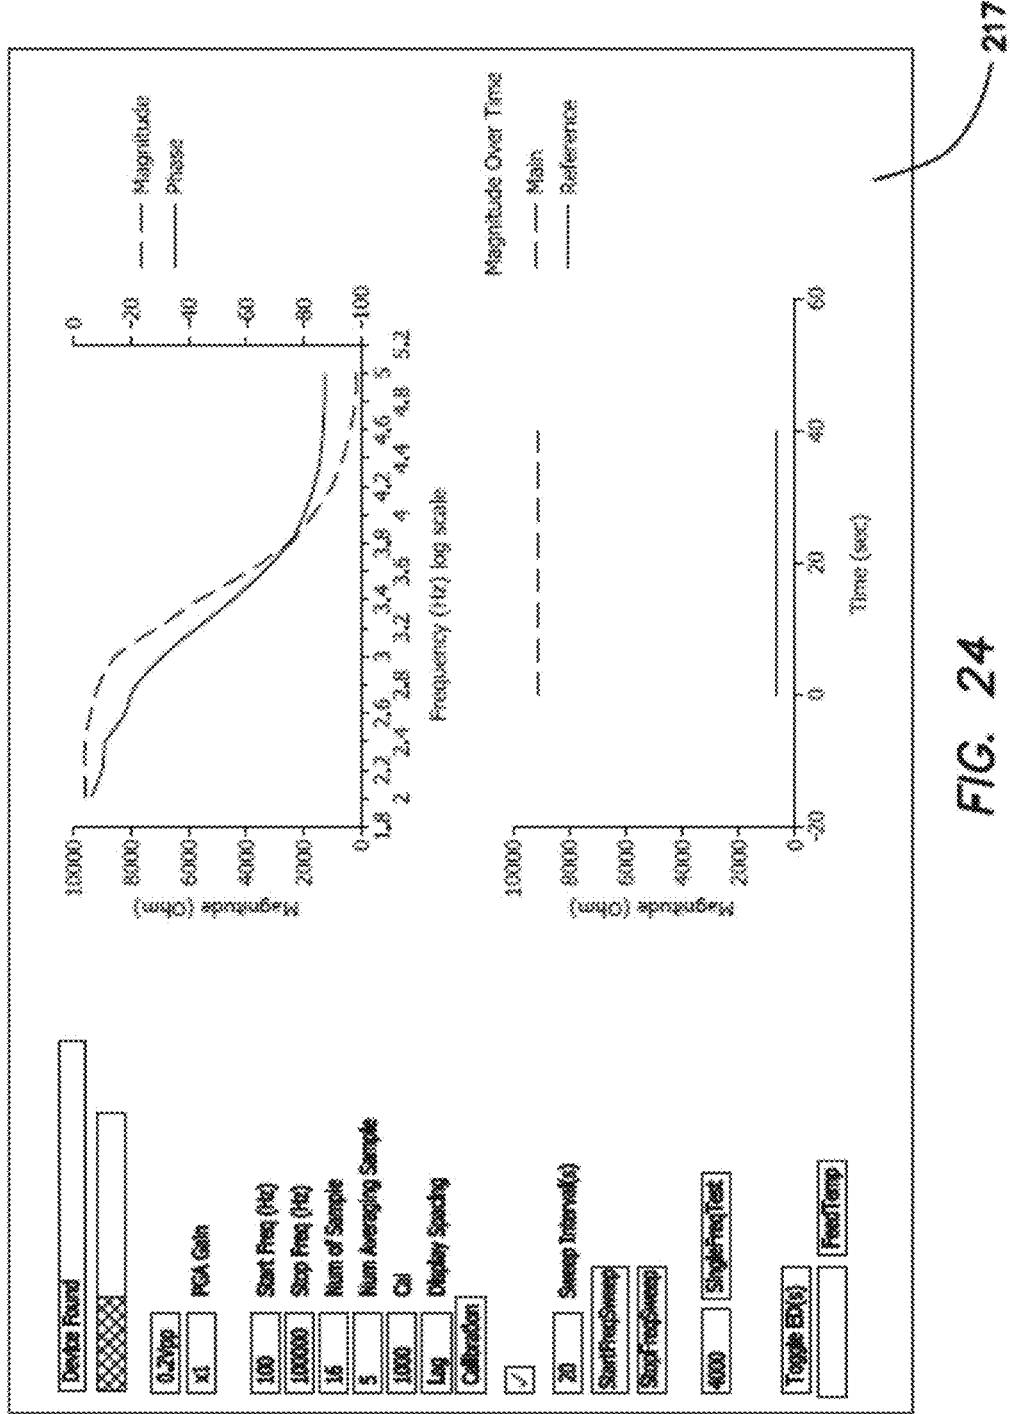 Device Found
0.2Vpp
x1 PGA Gain
100 Start Freq (Hz)
100000 Stop Freq (Hz)
16 Num of Sample
5 Num Averaging Sample
1000 Cal
Log Display Spacing
Calibration
✓
20 Sweep Interval(s)
StartFreqSweep
StopFreqSweep
4000 SingleFreqTest
Toggle
ReadTemp
Magnitude (Ohm)
10000
8000
6000
4000
2000
0
1.8 2 2.2 2.4 2.6 2.8 3 3.2 3.4 3.6 3.8 4 4.2 4.4 4.6 4.8 5 5.2
Frequency (Hz) log scale
0
-20
-40
-60
-80
-100
Magnitude
Phase
Magnitude Over Time
Main
Reference
Magnitude (Ohm)
10000
8000
6000
4000
2000
0
-20 0 20 40 60
Time (sec)
217
FIG. 24